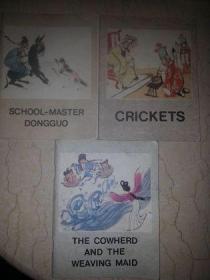 SCHOOL-MASTER
DONGGUO
CRICKETS
THE COWHERD
AND THE
WEAVING MAID